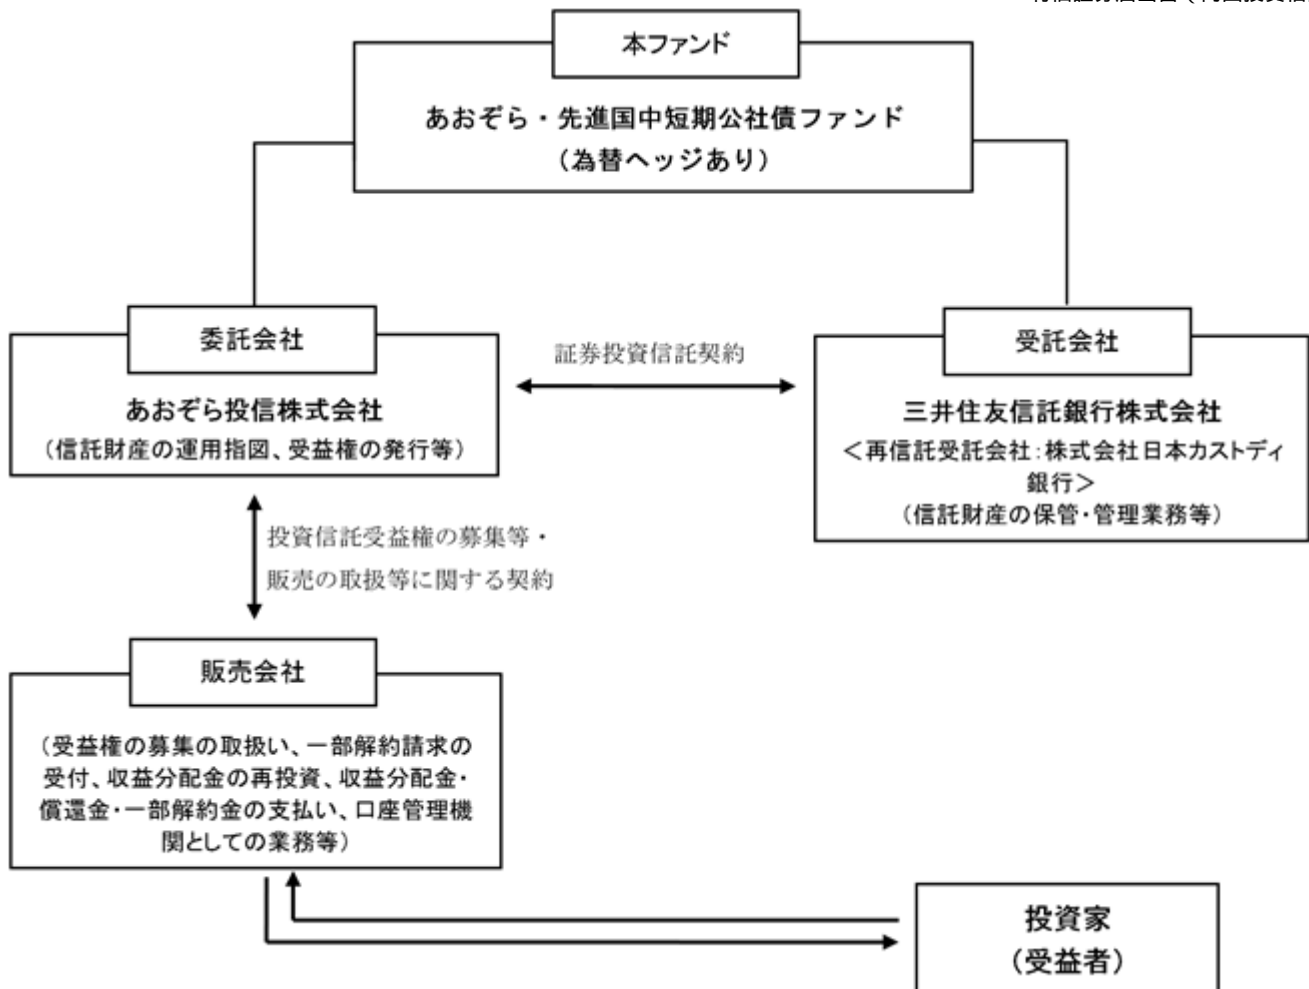 本ファンド
あおぞら・先進国中短期公社債ファンド
（為替ヘッジあり）
委託会社
あおぞら投信株式会社
（信託財産の運用指図、受益権の発行等）
証券投資信託契約
受託会社
三井住友信託銀行株式会社
＜再信託受託会社：株式会社日本カストディ
銀行＞
（信託財産の保管・管理業務等）
投資信託受益権の募集等・
販売の取扱等に関する契約
販売会社
（受益権の募集の取扱い、一部解約請求の
受付、収益分配金の再投資、収益分配金・
償還金・一部解約金の支払い、口座管理機
関としての業務等）
投資家
（受益者）